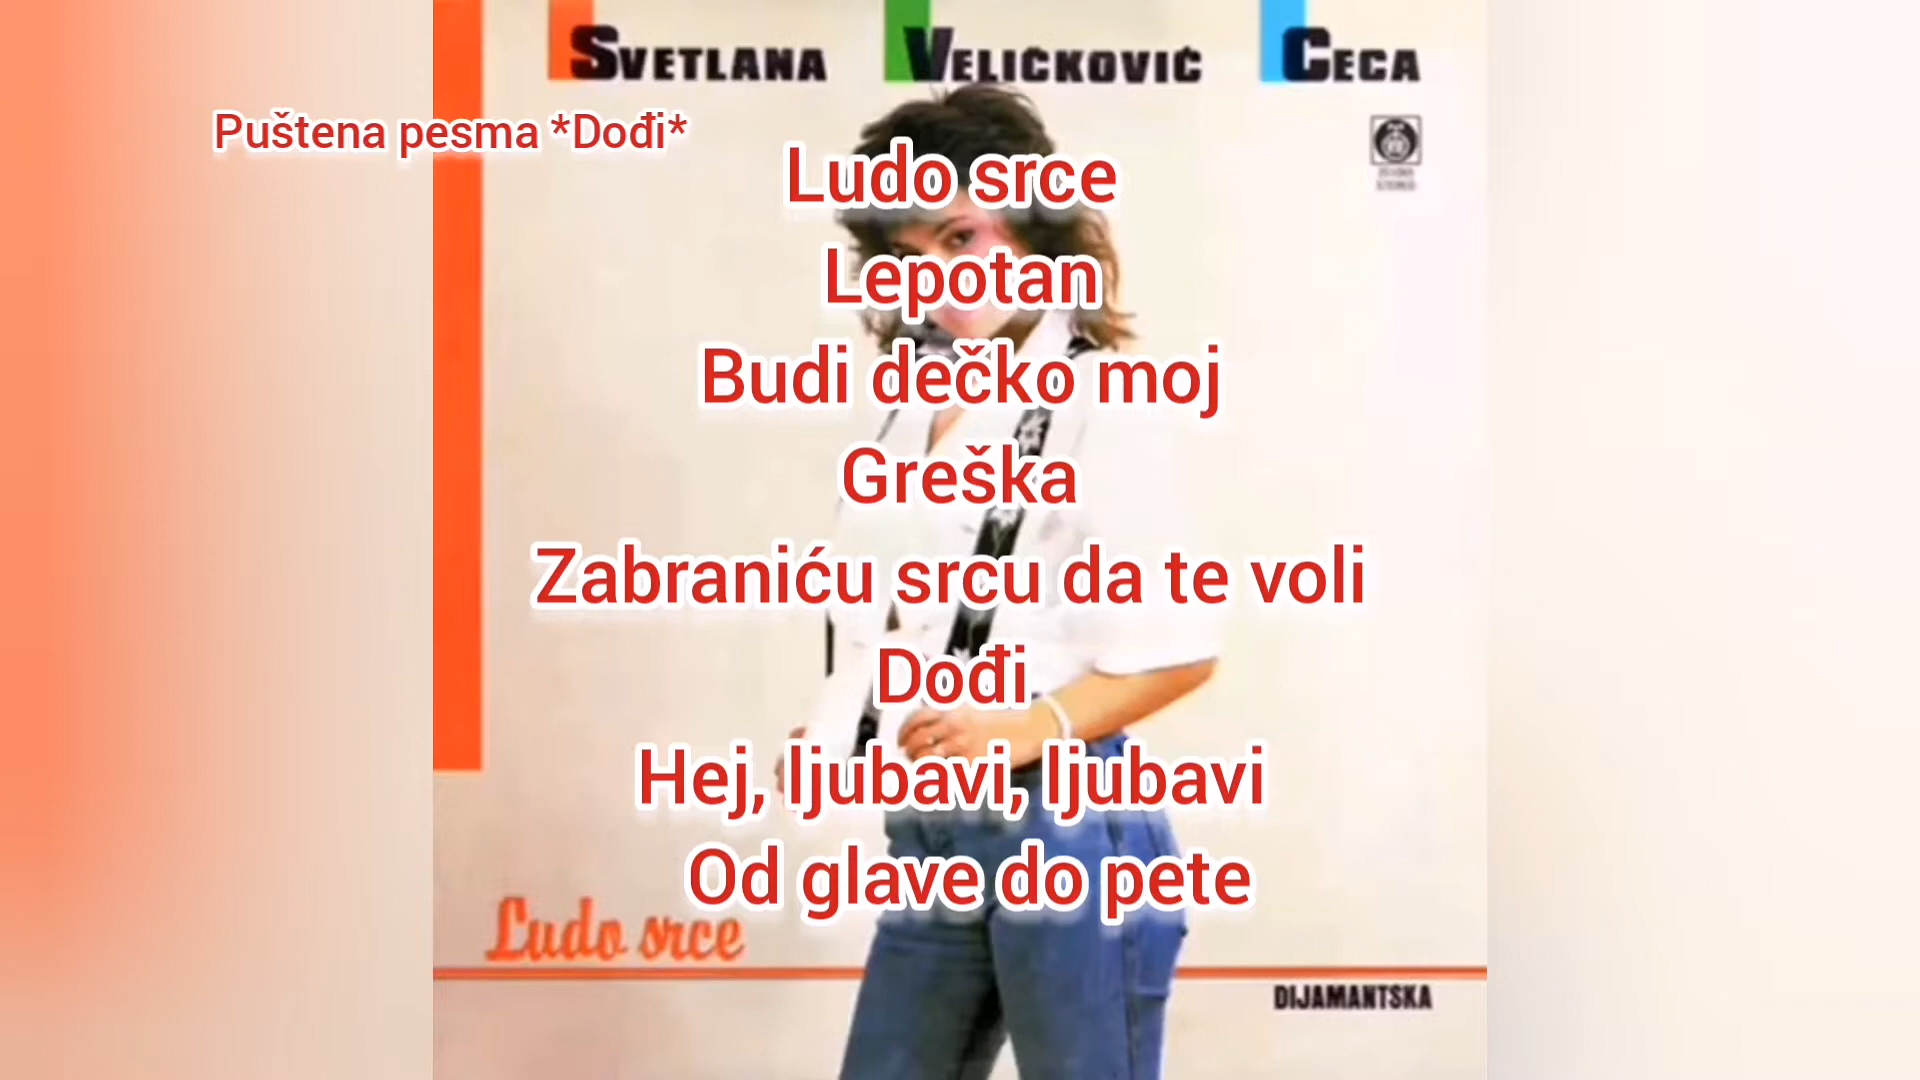 SVETLANA VELIČKOVIĆ CECA
Puštena pesma *Dođi*
Ludo srce
Lepotan
Budi dečko moj
Greška
Zabraniću srcu da te voli
Dođi
Hej, ljubavi, ljubavi
Od glave do pete
Ludo srce
DIJAMANTSKA